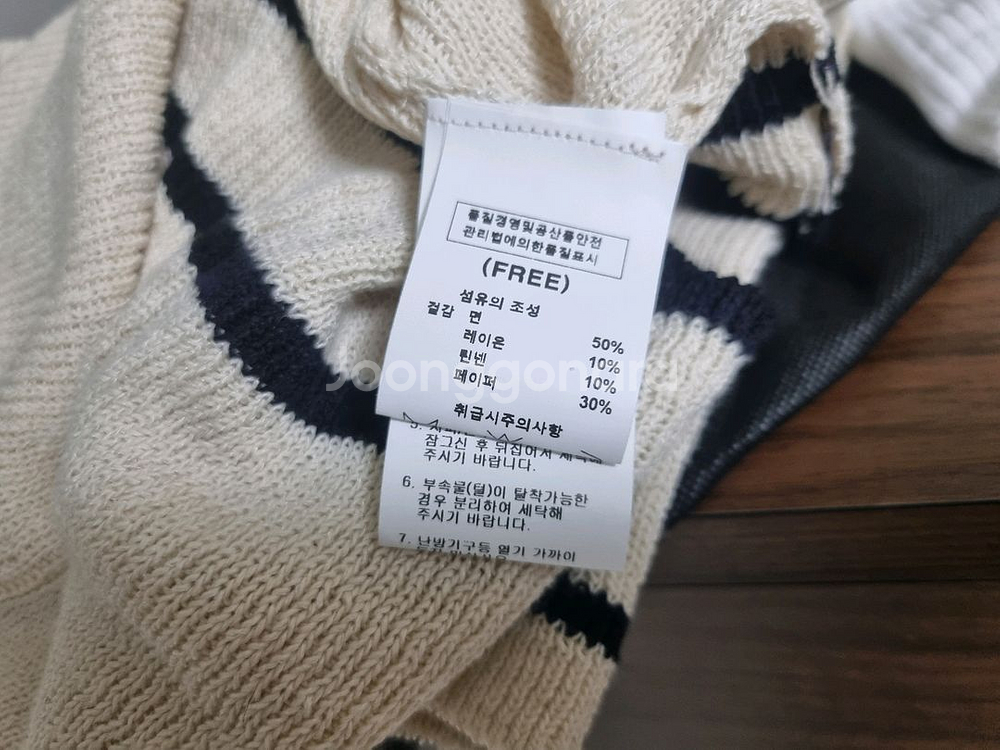 품질경영및공산품안전
관리법에의한품질표시
(FREE)
섬유의 조성
겉감 면 50%
레이온 10%
린넨 10%
페이퍼 30%
취급시주의사항
잠그신 후 뒤집어서 세탁해
주시기 바랍니다.
6. 부속물(털)이 탈착가능한
경우 분리하여 세탁해
주시기 바랍니다.
7. 난방기구등 열기 가까이
Joonggonara